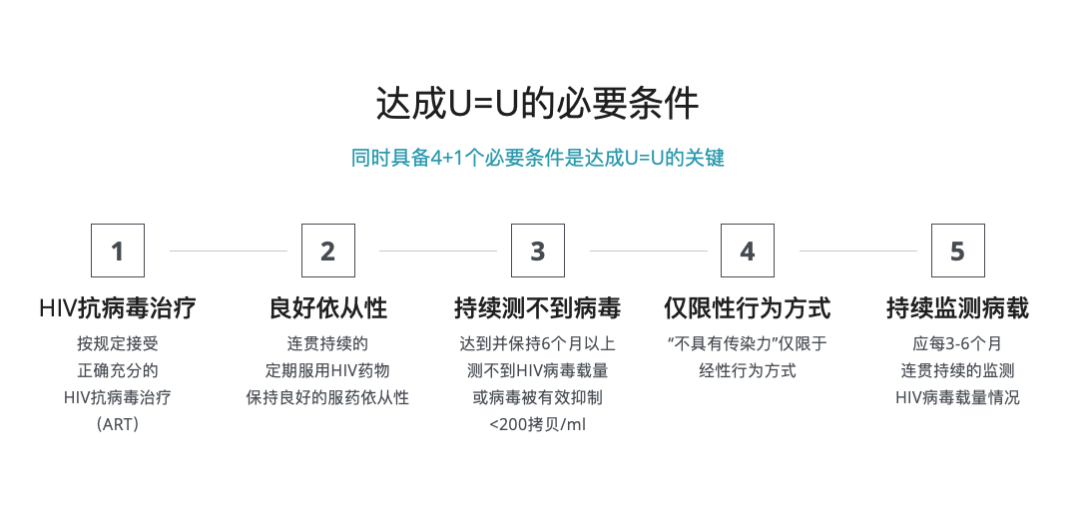 达成U=U的必要条件
同时具备4+1个必要条件是达成U=U的关键
1
HIV抗病毒治疗
按规定接受
正确充分的
HIV抗病毒治疗
（ART）
2
良好依从性
连贯持续的
定期服用HIV药物
保持良好的服药依从性
3
持续测不到病毒
达到并保持6个月以上
测不到HIV病毒载量
或病毒被有效抑制
<200拷贝/ml
4
仅限性行为方式
“不具有传染力”仅限于
经性行为方式
5
持续监测病载
应每3-6个月
连贯持续的监测
HIV病毒载量情况